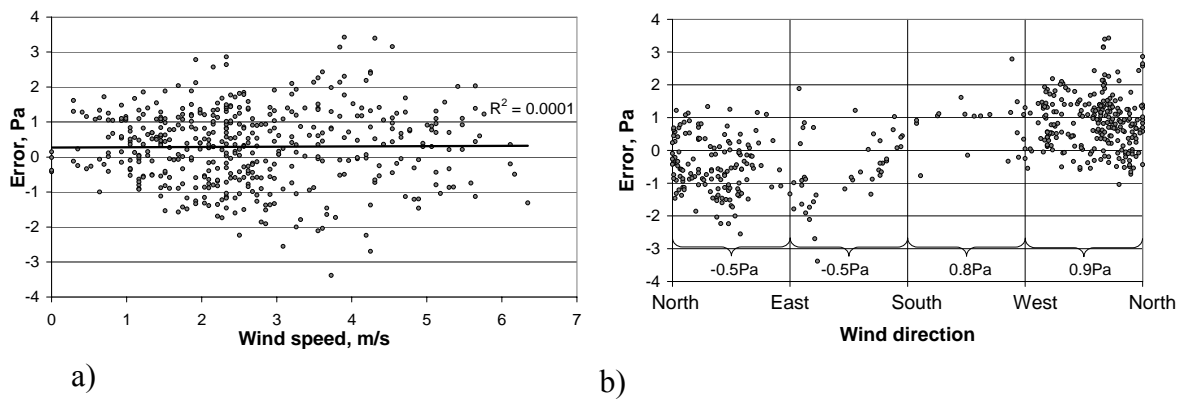 4
3
2
1
0
-1
-2
-3
-4
Error, Pa
R² = 0.0001
0 1 2 3 4 5 6 7
Wind speed, m/s
a)
4
3
2
1
0
-1
-2
-3
-4
Error, Pa
-0.5Pa -0.5Pa 0.8Pa 0.9Pa
North East South West North
Wind direction
b)